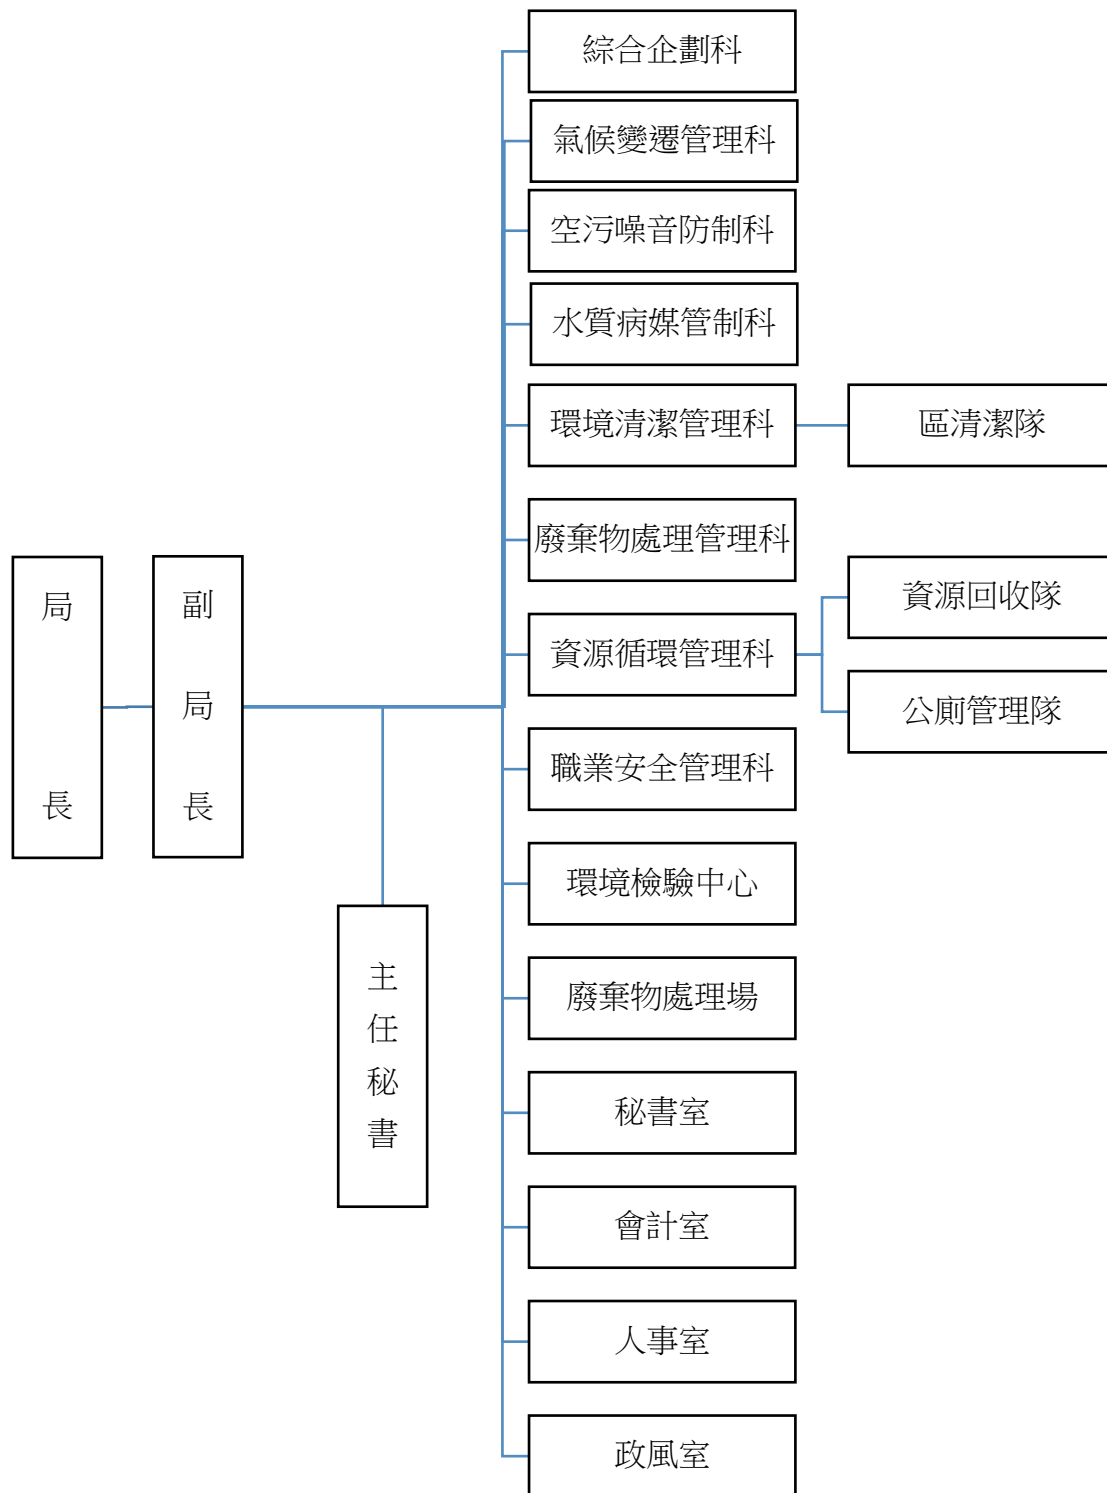 局長
副局長
主任秘書
綜合企劃科
氣候變遷管理科
空污噪音防制科
水質病媒管制科
環境清潔管理科
區清潔隊
廢棄物處理管理科
資源循環管理科
資源回收隊
公廁管理隊
職業安全管理科
環境檢驗中心
廢棄物處理場
秘書室
會計室
人事室
政風室